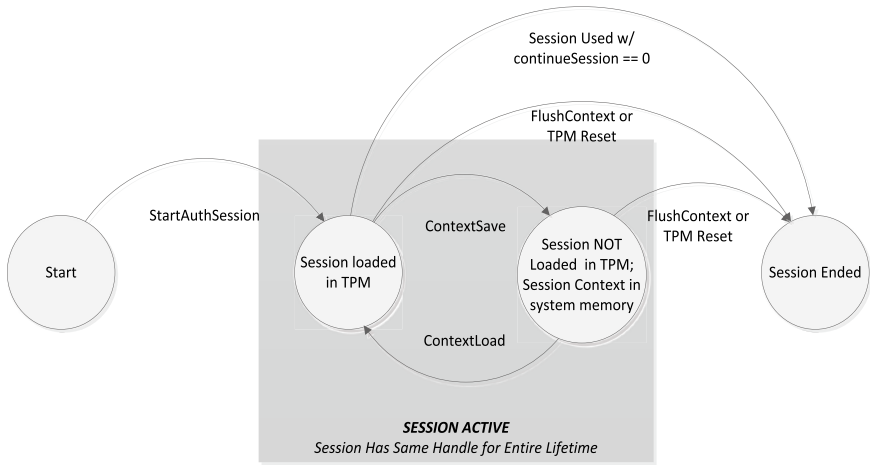 Session Used w/
continueSession == 0
FlushContext or
TPM Reset
StartAuthSession
ContextSave
FlushContext or
TPM Reset
Start
Session loaded
in TPM
Session NOT
Loaded in TPM;
Session Context in
system memory
Session Ended
ContextLoad
SESSION ACTIVE
Session Has Same Handle for Entire Lifetime